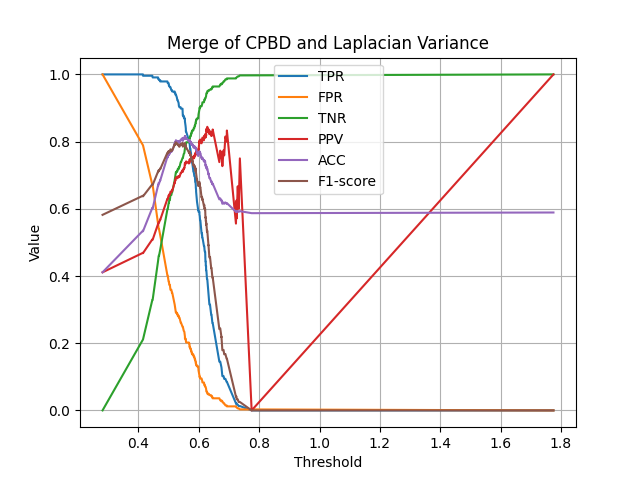 Merge of CPBD and Laplacian Variance
TPR
FPR
TNR
PPV
ACC
F1-score
Value
1.0
0.8
0.6
0.4
0.2
0.0
0.4 0.6 0.8 1.0 1.2 1.4 1.6 1.8
Threshold